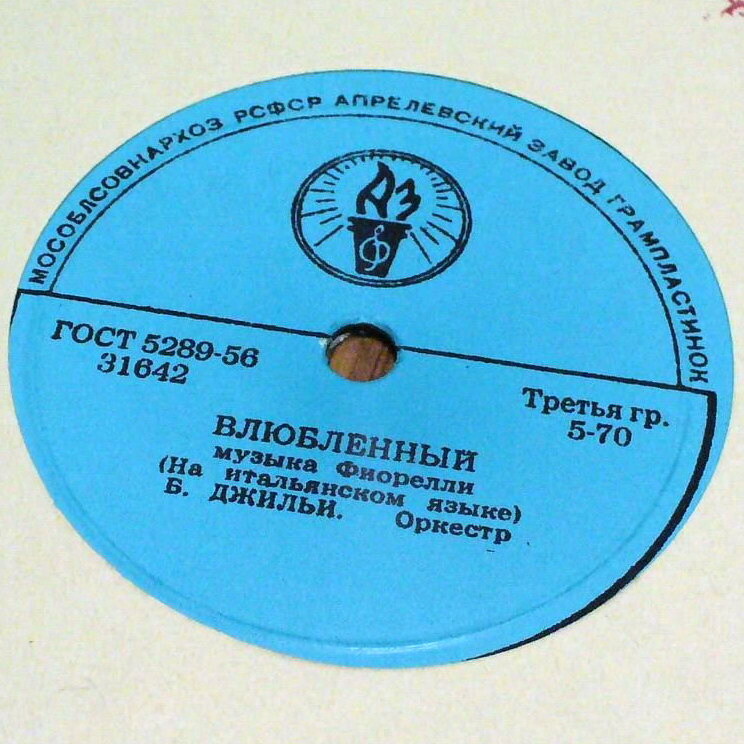 МОСОБЛСОВНАРХОЗ РСФСР АПРЕЛЕВСКИЙ ЗАВОД ГРАМПЛАСТИНОК
АЗ
Ф
ГОСТ 5289-56
31642
Третья гр.
5-70
ВЛЮБЛЕННЫЙ
музыка Фиорелли
(На итальянском языке)
Б. ДЖИЛЬИ. Оркестр